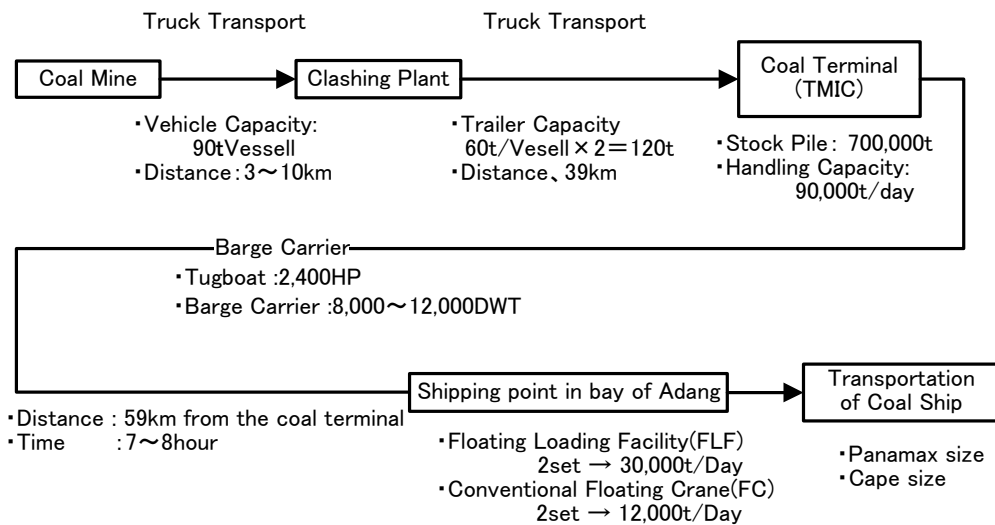 Truck Transport
Truck Transport
Coal Mine
Clashing Plant
Coal Terminal
(TMIC)
・Vehicle Capacity:
90tVessell
・Distance：3～10km
・Trailer Capacity
60t/Vesell×2＝120t
・Distance、39km
・Stock Pile： 700,000t
・Handling Capacity:
90,000t/day
Barge Carrier
・Tugboat :2,400HP
・Barge Carrier :8,000～12,000DWT
Shipping point in bay of Adang
Transportation
of Coal Ship
・Distance : 59km from the coal terminal
・Time :7～8hour
・Floating Loading Facility(FLF)
2set → 30,000t/Day
・Conventional Floating Crane(FC)
2set → 12,000t/Day
・Panamax size
・Cape size